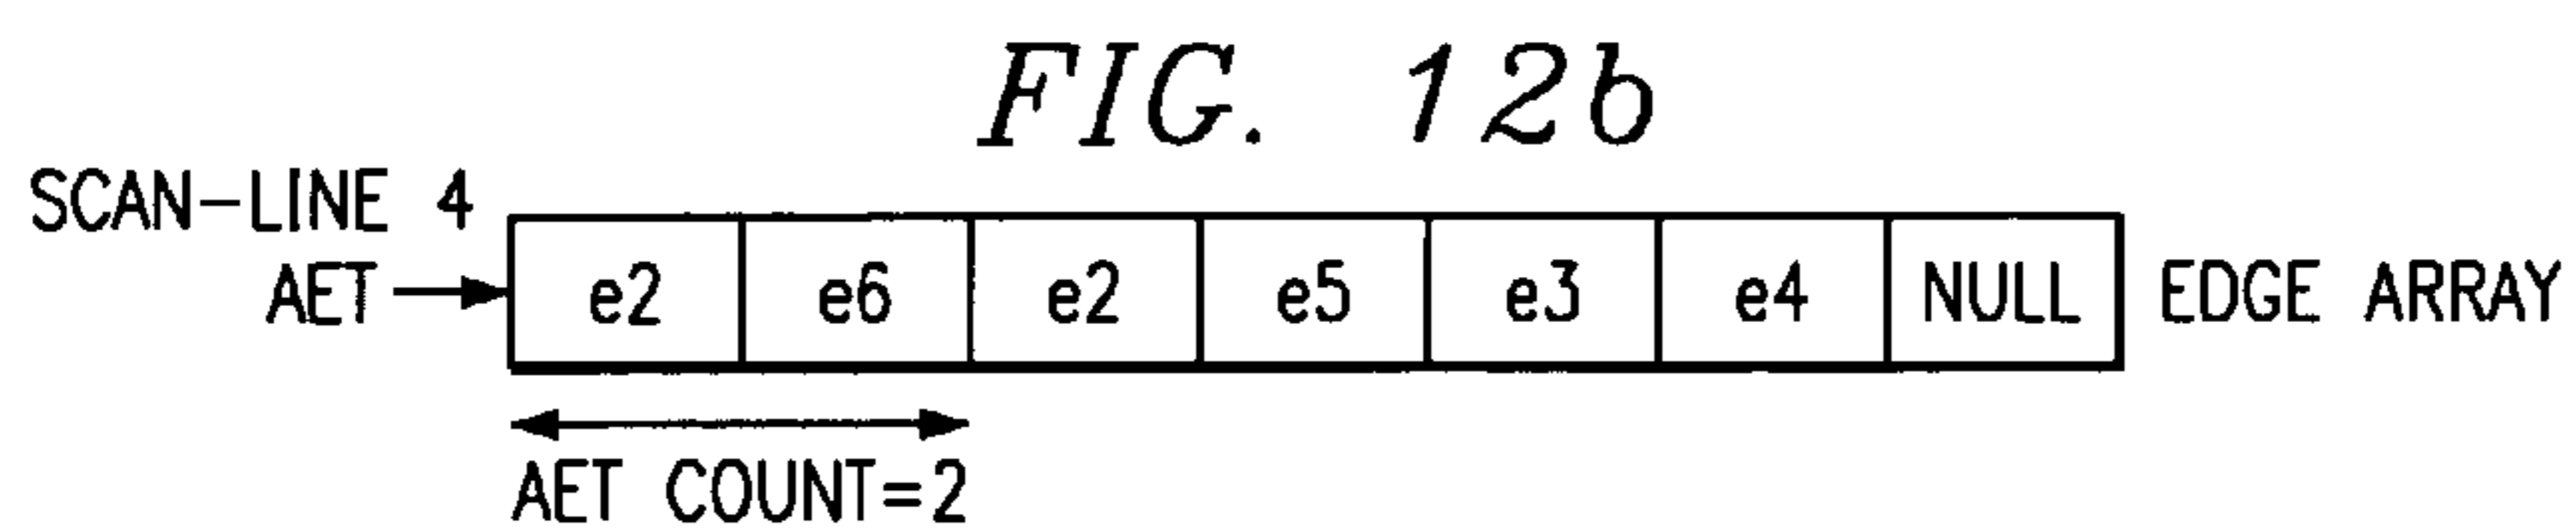 FIG. 12b
SCAN-LINE 4
AET e2 e6 e2 e5 e3 e4 NULL EDGE ARRAY
AET COUNT=2